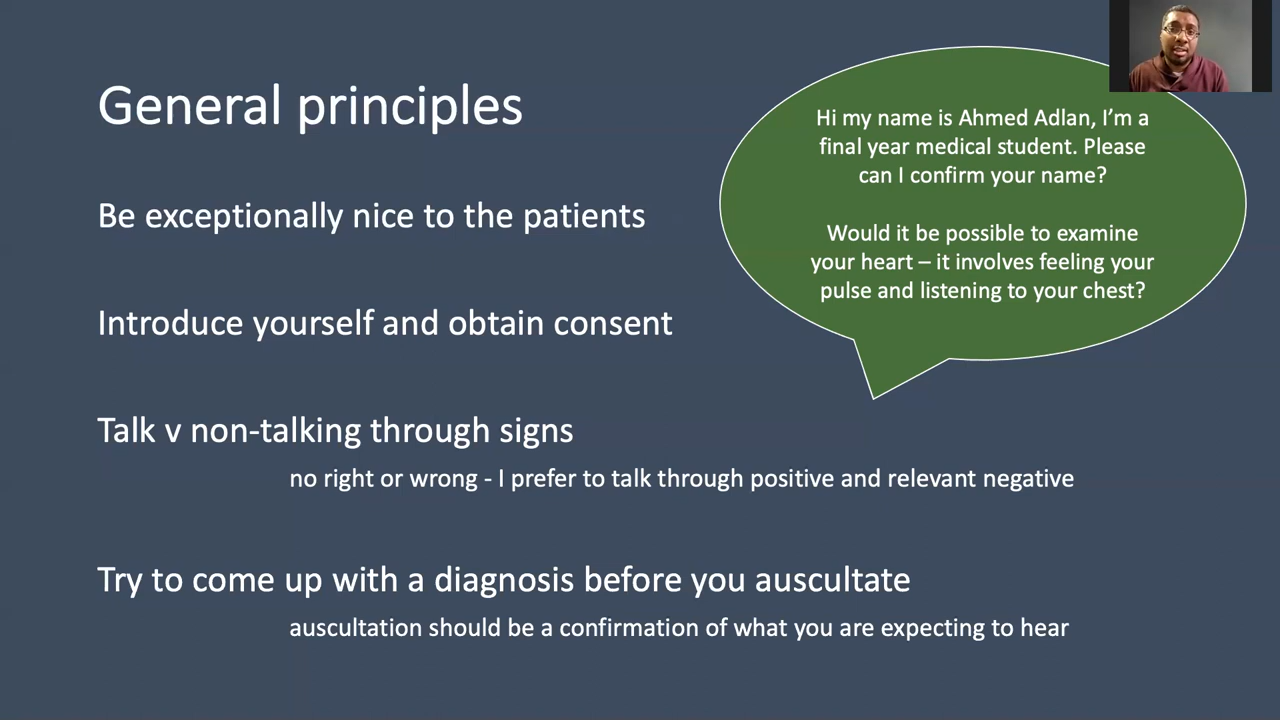 General principles
Hi my name is Ahmed Adlan, I’m a
final year medical student. Please
can I confirm your name?
Would it be possible to examine
your heart – it involves feeling your
pulse and listening to your chest?
Be exceptionally nice to the patients
Introduce yourself and obtain consent
Talk v non-talking through signs
no right or wrong - I prefer to talk through positive and relevant negative
Try to come up with a diagnosis before you auscultate
auscultation should be a confirmation of what you are expecting to hear